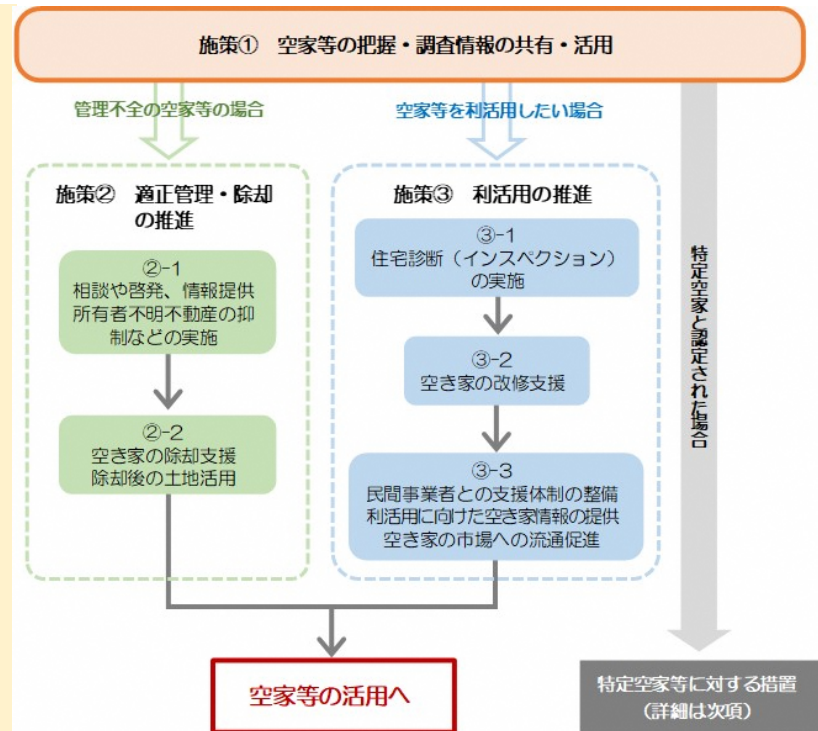 施策① 空家等の把握・調査情報の共有・活用
管理不全の空家等の場合
空家等を利活用したい場合
施策② 適正管理・除却
の推進
②-1
相談や啓発、情報提供
所有者不明不動産の抑
制などの実施
②-2
空き家の除却支援
除却後の土地活用
施策③ 利活用の推進
③-1
住宅診断（インスペクション）
の実施
③-2
空き家の改修支援
③-3
民間事業者との支援体制の整備
利活用に向けた空き家情報の提供
空き家の市場への流通促進
特定空家と認定された場合
空家等の活用へ
特定空家等に対する措置
（詳細は次項）